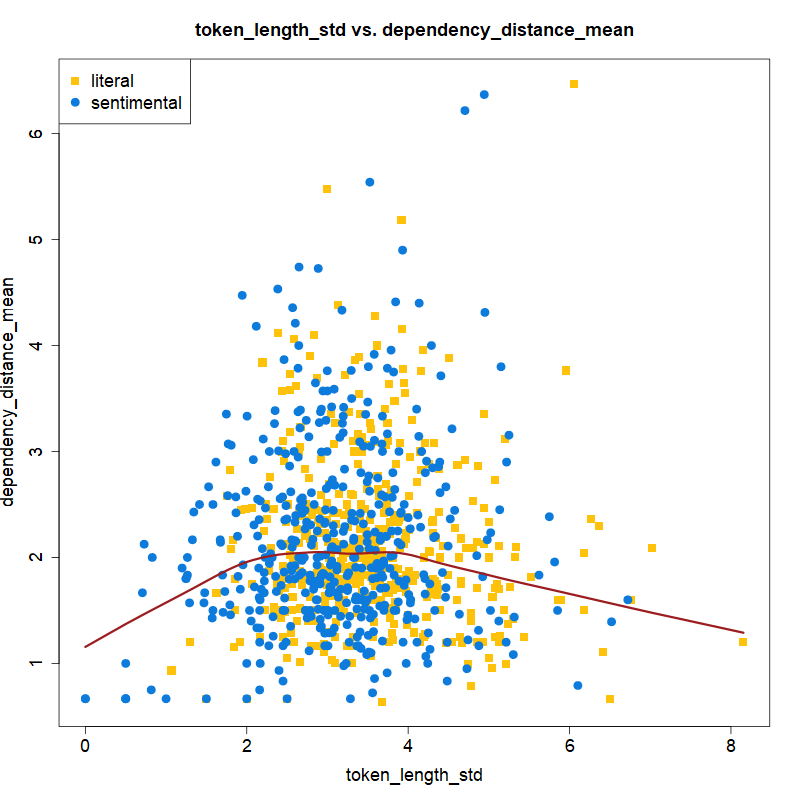 token_length_std vs. dependency_distance_mean
literal
sentimental
6
5
4
3
2
1
dependency_distance_mean
0 2 4 6 8
token_length_std